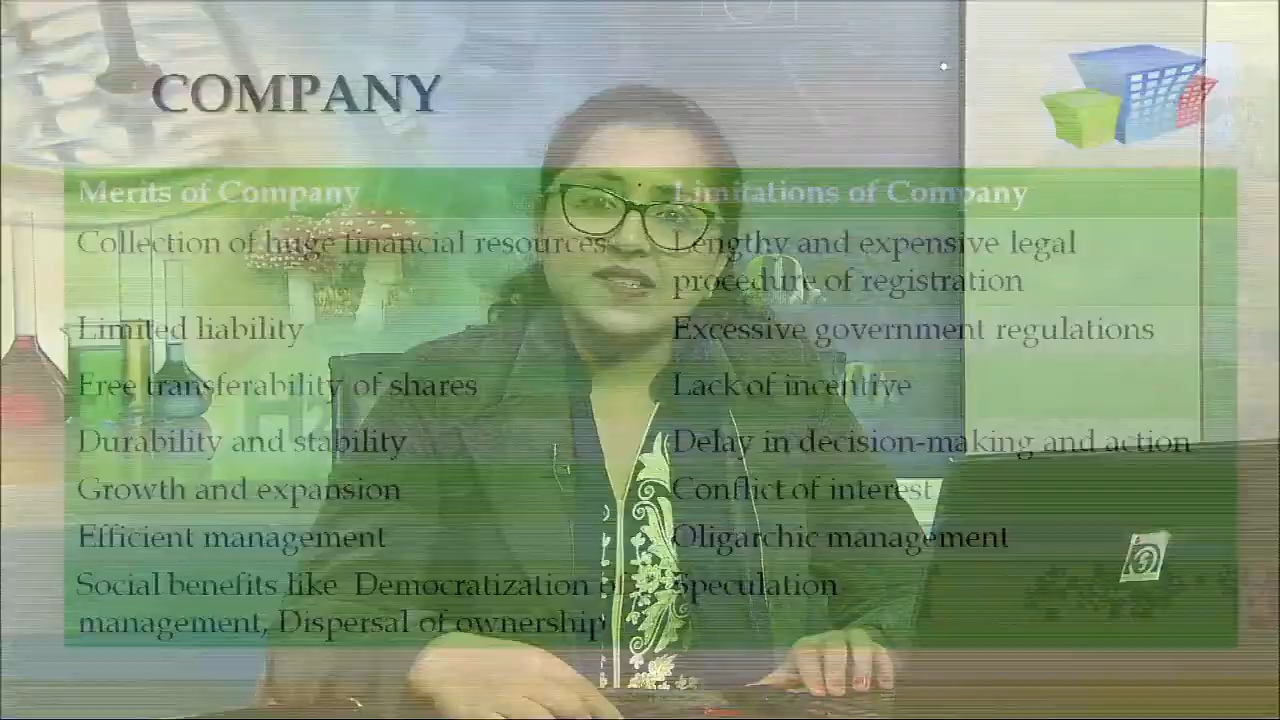 COMPANY
Merits of Company
Limitations of Company
Collection of huge financial resources
Lengthy and expensive legal
procedure of registration
Limited liability
Excessive government regulations
Free transferability of shares
Lack of incentive
Durability and stability
Delay in decision-making and action
Growth and expansion
Conflict of interest
Efficient management
Oligarchic management
Social benefits like Democratization of
management, Dispersal of ownership
Speculation